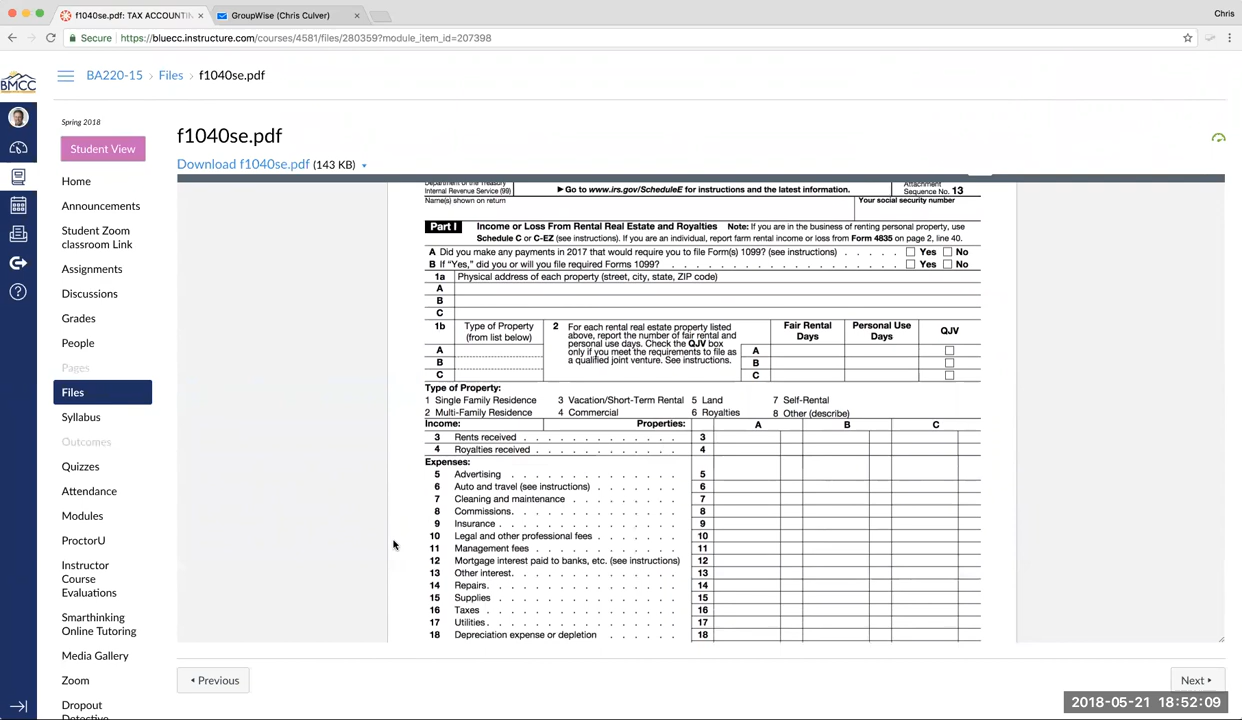 f1040se.pdf: TAX ACCOUNTIN
GroupWise (Chris Culver)
Chris
Secure
https://bluecc.instructure.com/courses/4581/files/280359?module_item_id=207398
BMCC
BA220-15 › Files › f1040se.pdf
Spring 2018
Student View
Home
Announcements
Student Zoom
classroom Link
Assignments
Discussions
Grades
People
Pages
Files
Syllabus
Outcomes
Quizzes
Attendance
Modules
ProctorU
Instructor
Course
Evaluations
Smarthinking
Online Tutoring
Media Gallery
Zoom
Dropout
Detective
f1040se.pdf
Download f1040se.pdf (143 KB)
Department of the Treasury
Internal Revenue Service (99)
▶ Go to www.irs.gov/ScheduleE for instructions and the latest information.
Attachment
Sequence No. 13
Name(s) shown on return
Your social security number
Part I Income or Loss From Rental Real Estate and Royalties Note: If you are in the business of renting personal property, use
Schedule C or C-EZ (see instructions). If you are an individual, report farm rental income or loss from Form 4835 on page 2, line 40.
A Did you make any payments in 2017 that would require you to file Form(s) 1099? (see instructions) . . . . . Yes No
B If "Yes," did you or will you file required Forms 1099? . . . . . . . . . . . . . . . . Yes No
1a Physical address of each property (street, city, state, ZIP code)
A
B
C
1b Type of Property
(from list below)
2 For each rental real estate property listed
above, report the number of fair rental and
personal use days. Check the QJV box
only if you meet the requirements to file as
a qualified joint venture. See instructions.
Fair Rental
Days
Personal Use
Days
QJV
A A
B B
C C
Type of Property:
1 Single Family Residence 3 Vacation/Short-Term Rental 5 Land 7 Self-Rental
2 Multi-Family Residence 4 Commercial 6 Royalties 8 Other (describe)
Income: Properties: A B C
3 Rents received . . . . . . . . . . . . 3
4 Royalties received . . . . . . . . . . . 4
Expenses:
5 Advertising . . . . . . . . . . . . 5
6 Auto and travel (see instructions) . . . . . . 6
7 Cleaning and maintenance . . . . . . . . 7
8 Commissions. . . . . . . . . . . . 8
9 Insurance . . . . . . . . . . . . . 9
10 Legal and other professional fees . . . . . . 10
11 Management fees . . . . . . . . . . . 11
12 Mortgage interest paid to banks, etc. (see instructions) 12
13 Other interest. . . . . . . . . . . . 13
14 Repairs. . . . . . . . . . . . . . 14
15 Supplies . . . . . . . . . . . . . 15
16 Taxes . . . . . . . . . . . . . . 16
17 Utilities. . . . . . . . . . . . . . 17
18 Depreciation expense or depletion . . . . . . 18
Previous
Next
2018-05-21 18:52:09